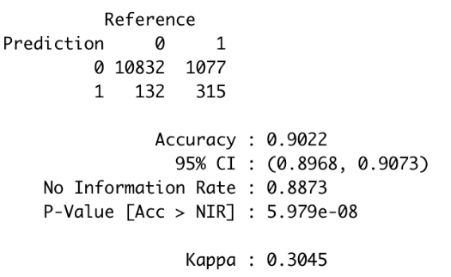 Reference
Prediction 0 1
0 10832 1077
1 132 315
Accuracy : 0.9022
95% CI : (0.8968, 0.9073)
No Information Rate : 0.8873
P-Value [Acc > NIR] : 5.979e-08
Kappa : 0.3045